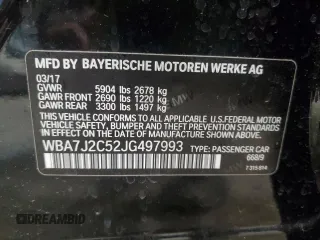 MFD BY BAYERISCHE MOTOREN WERKE AG
03/17
GVWR 5904 lbs 2678 kg
GAWR FRONT 2690 lbs 1220 kg
GAWR REAR 3300 lbs 1497 kg
THIS VEHICLE CONFORMS TO ALL APPLICABLE
FEDERAL MOTOR VEHICLE SAFETY, BUMPER,
AND THEFT PREVENTION STANDARDS IN EFFECT
ON THE DATE OF MANUFACTURE SHOWN ABOVE.
WBA7J2C52JG497993 TYPE: PASSENGER CAR
668/9
7315814
DREAMBID